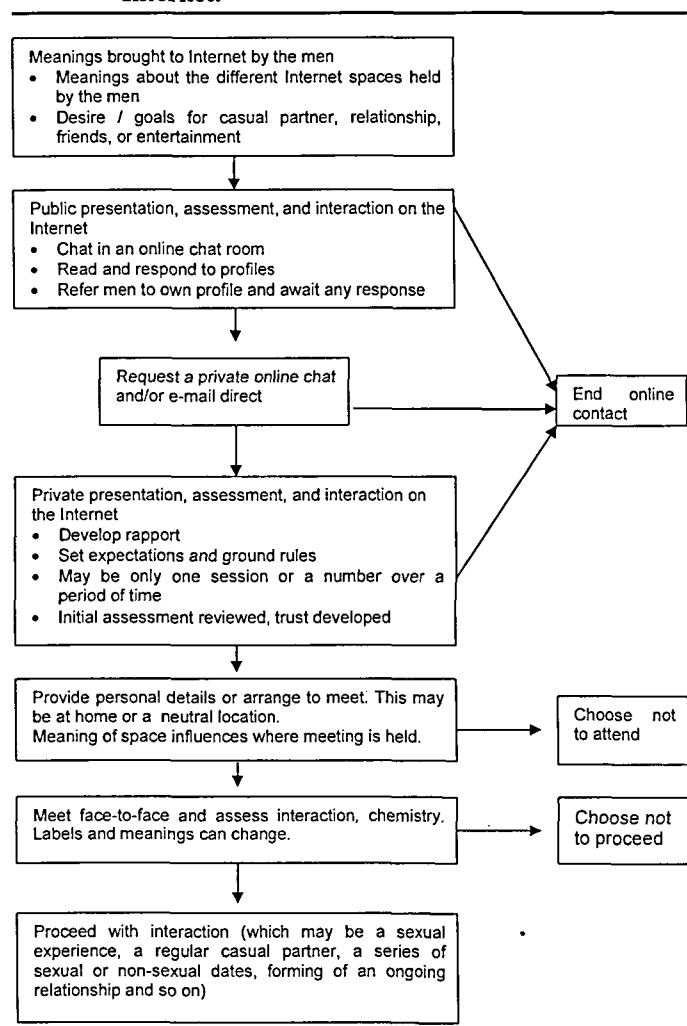 Meanings brought to Internet by the men
• Meanings about the different Internet spaces held
by the men
• Desire / goals for casual partner, relationship,
friends, or entertainment
Public presentation, assessment, and interaction on the
Internet
• Chat in an online chat room
• Read and respond to profiles
• Refer men to own profile and await any response
Request a private online chat
and/or e-mail direct
End online
contact
Private presentation, assessment, and interaction on
the Internet
• Develop rapport
• Set expectations and ground rules
• May be only one session or a number over a
period of time
• Initial assessment reviewed, trust developed
Provide personal details or arrange to meet. This may
be at home or a neutral location.
Meaning of space influences where meeting is held.
Choose not
to attend
Meet face-to-face and assess interaction, chemistry.
Labels and meanings can change.
Choose not
to proceed
Proceed with interaction (which may be a sexual
experience, a regular casual partner, a series of
sexual or non-sexual dates, forming of an ongoing
relationship and so on)